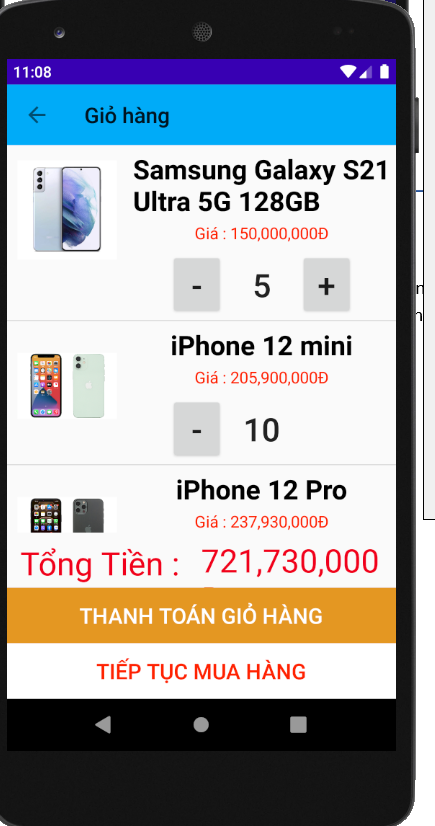 11:08
Giỏ hàng
Samsung Galaxy S21
Ultra 5G 128GB
Giá : 150,000,000Đ
- 5 +
iPhone 12 mini
Giá : 205,900,000Đ
- 10
iPhone 12 Pro
Giá : 237,930,000Đ
Tổng Tiền : 721,730,000
THANH TOÁN GIỎ HÀNG
TIẾP TỤC MUA HÀNG